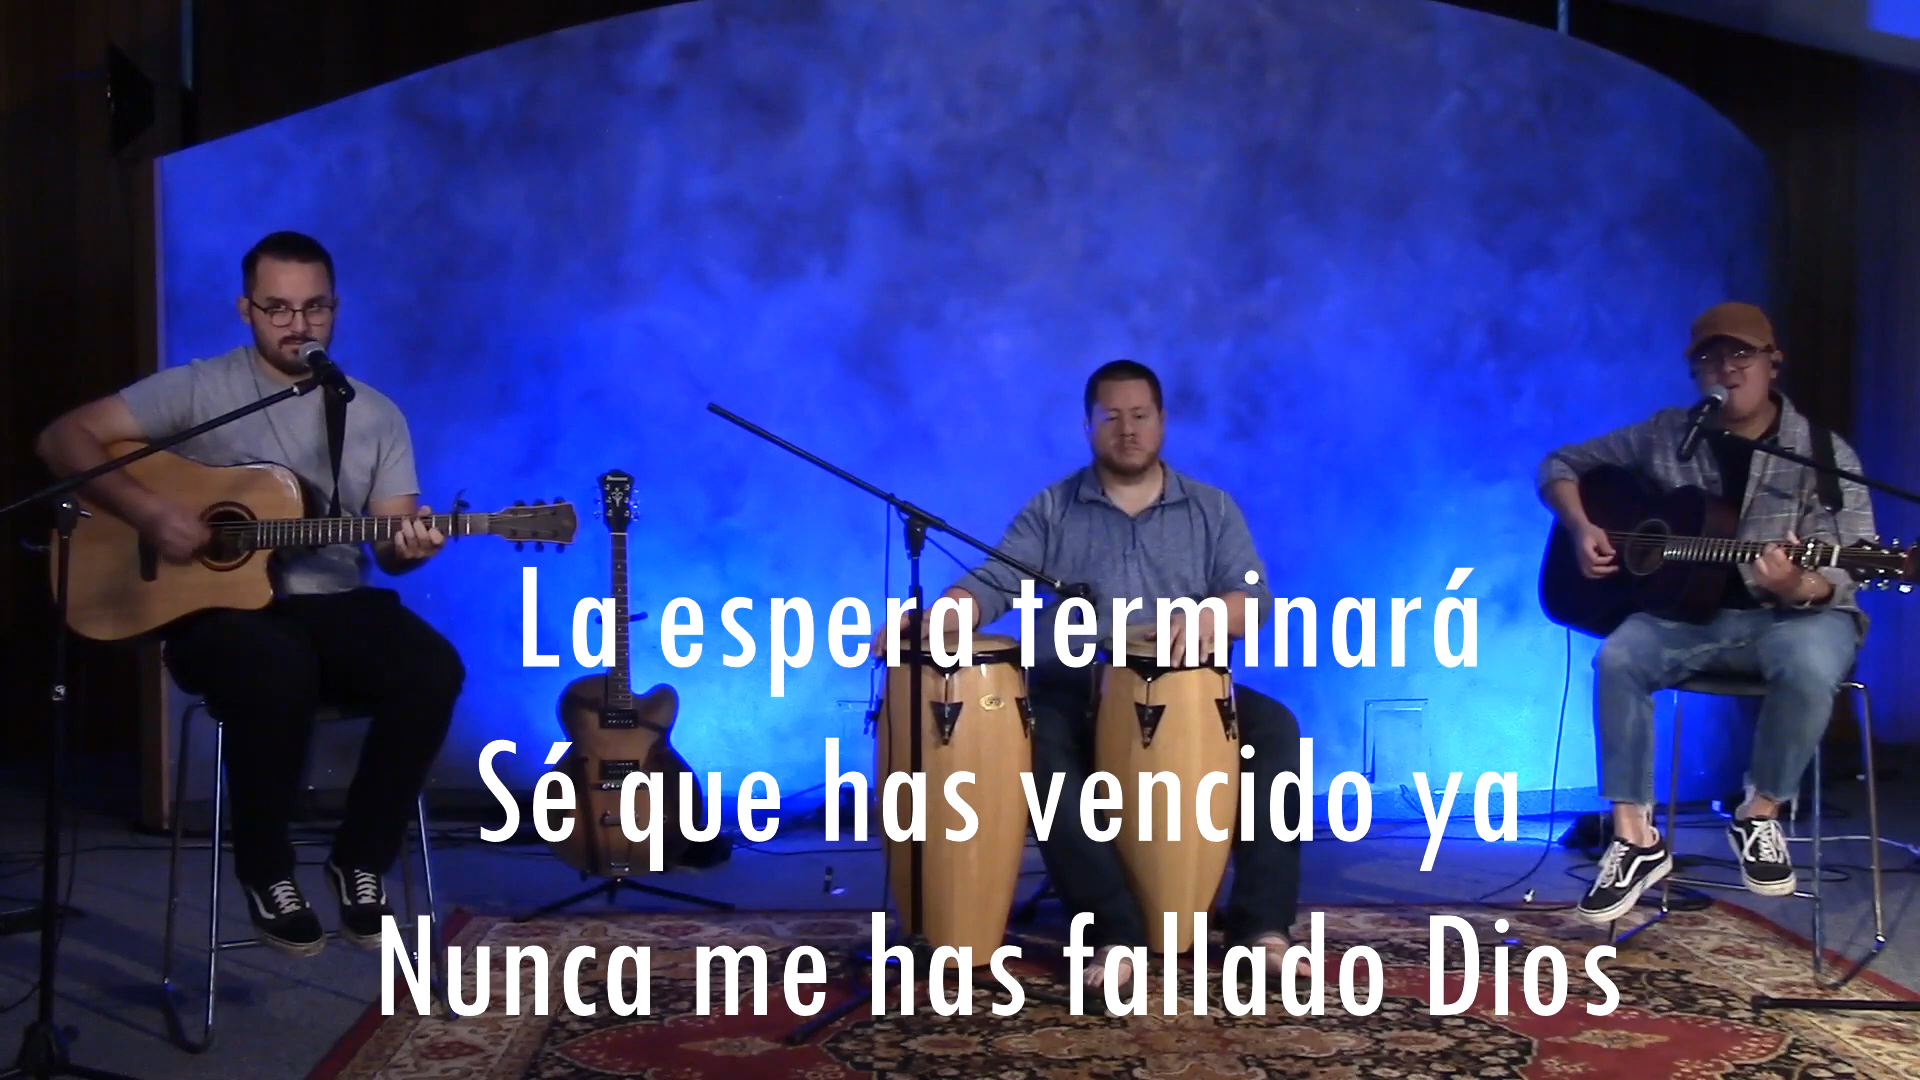 La espera terminará
Sé que has vencido ya
Nunca me has fallado Dios